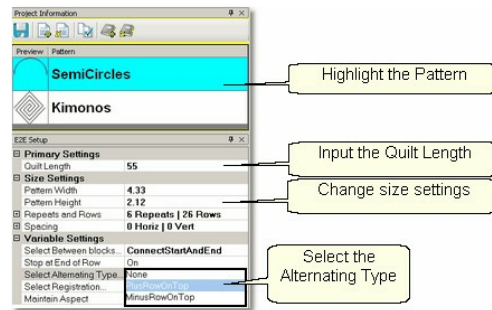 Project Information
Preview Pattern
SemiCircles
Kimonos
Highlight the Pattern
E2E Setup
Primary Settings
Quilt Length 55
Input the Quilt Length
Size Settings
Pattern Width 4.33
Pattern Height 2.12
Change size settings
Repeats and Rows 6 Repeats | 26 Rows
Spacing 0 Horiz | 0 Vert
Variable Settings
Select Between blocks... ConnectStartAndEnd
Stop at End of Row On
Select Alternating Type... None
Select Registration... PlusRowOnTop
Maintain Aspect MinusRowOnTop
Select the
Alternating Type